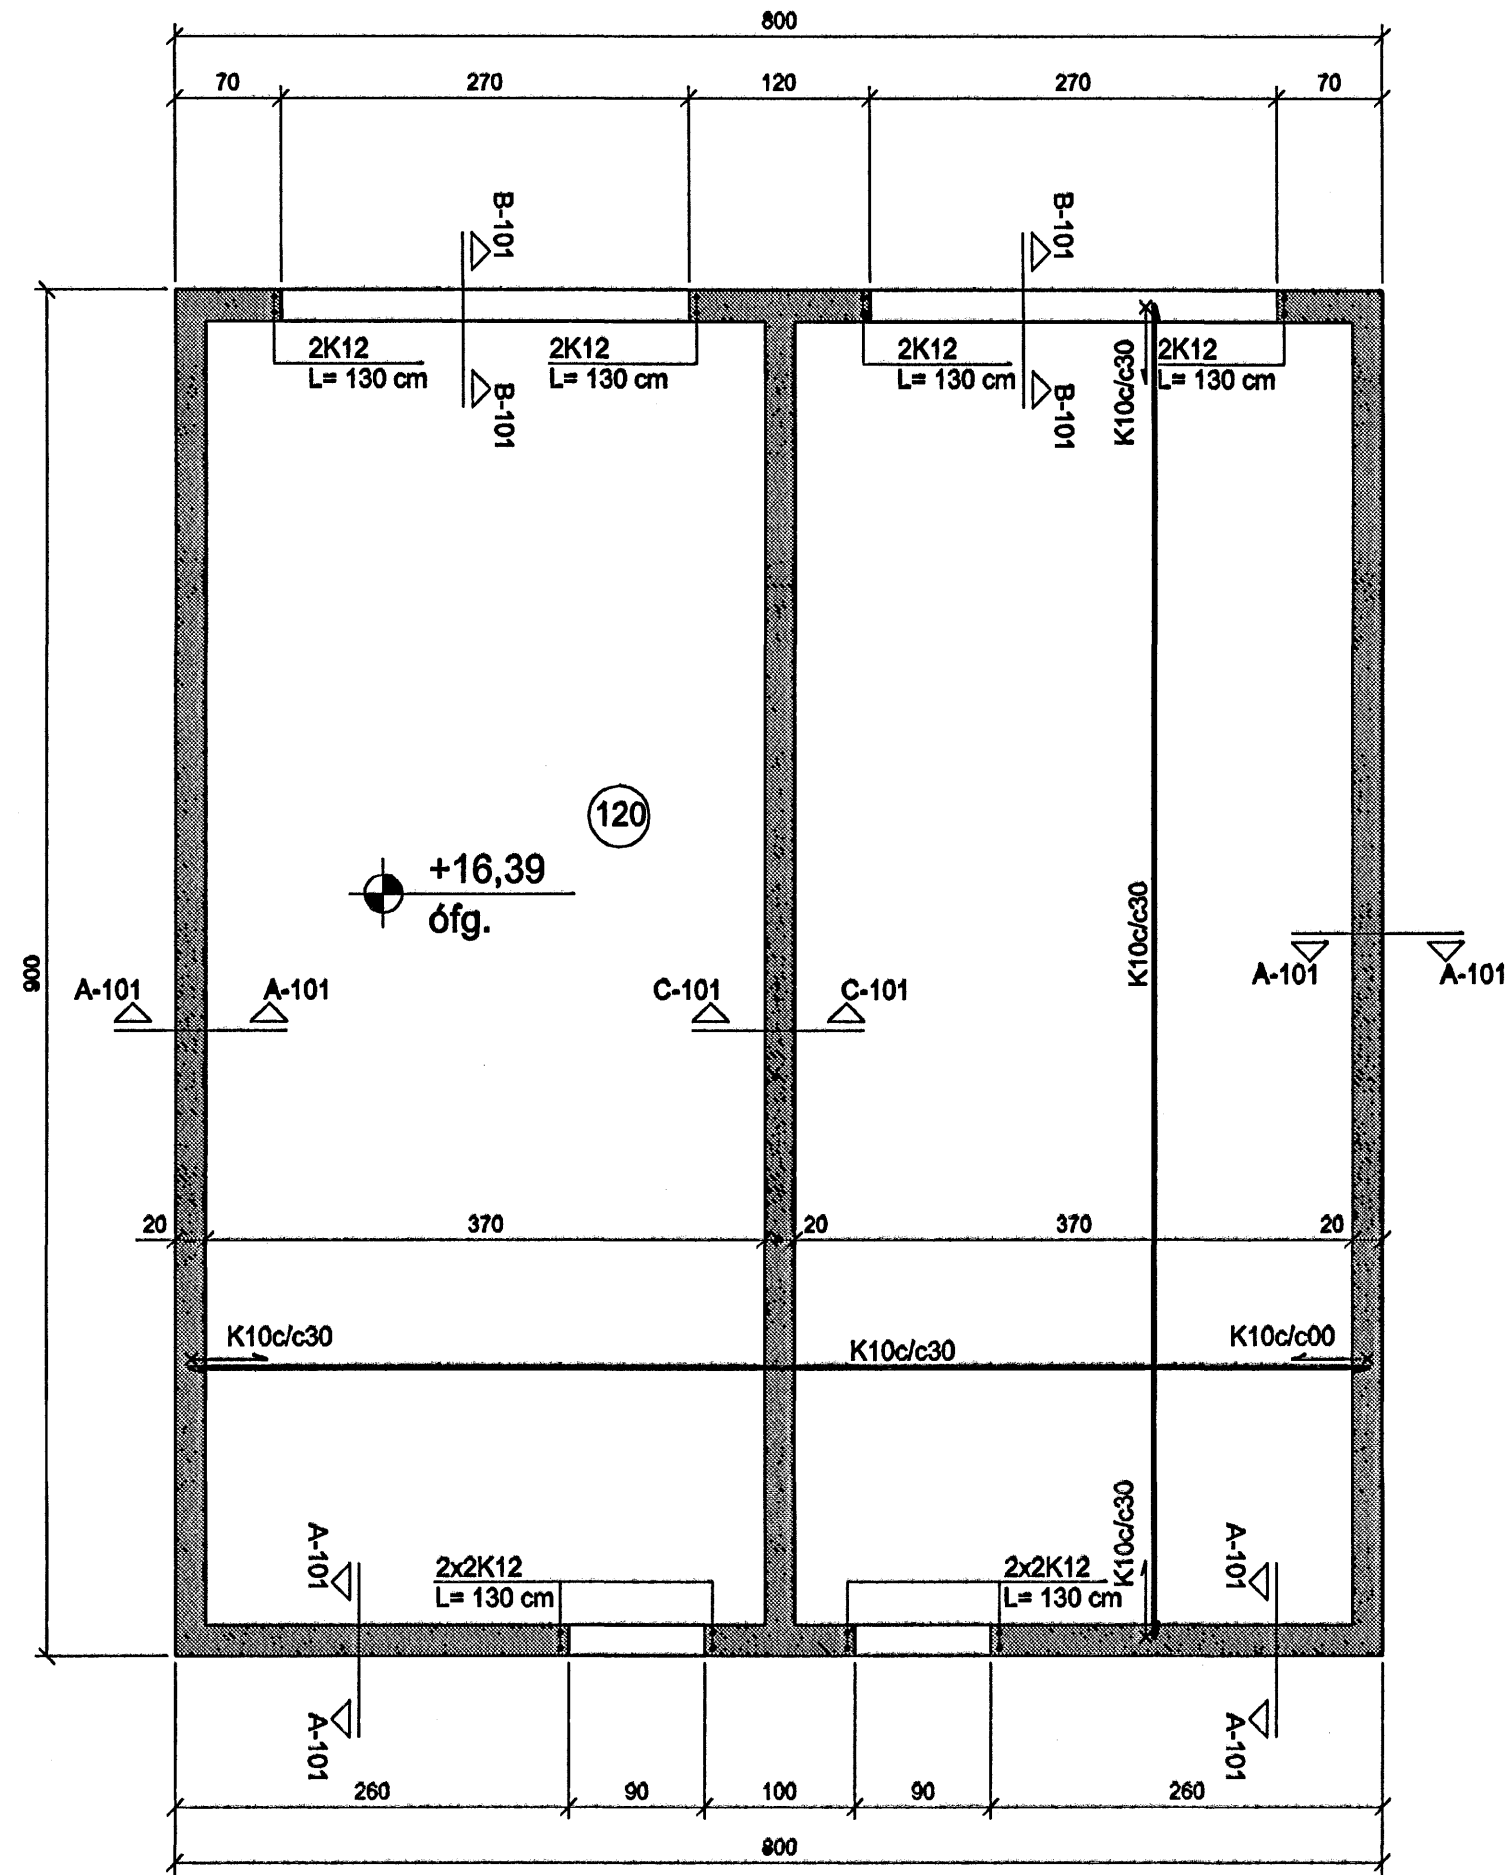 800
70 270 120 270 70
B-101 B-101
2K12
L= 130 cm
2K12
L= 130 cm
2K12
L= 130 cm
2K12
L= 130 cm
K10c/c30
B-101 B-101
120
+16,39
ófg.
K10c/c30
900
A-101 A-101
C-101 C-101
A-101 A-101
20 370 20 370 20
K10c/c30
K10c/c30
K10c/c00
K10c/c30
A-101 A-101
2x2K12
L= 130 cm
2x2K12
L= 130 cm
A-101 A-101
260 90 100 90 260
800